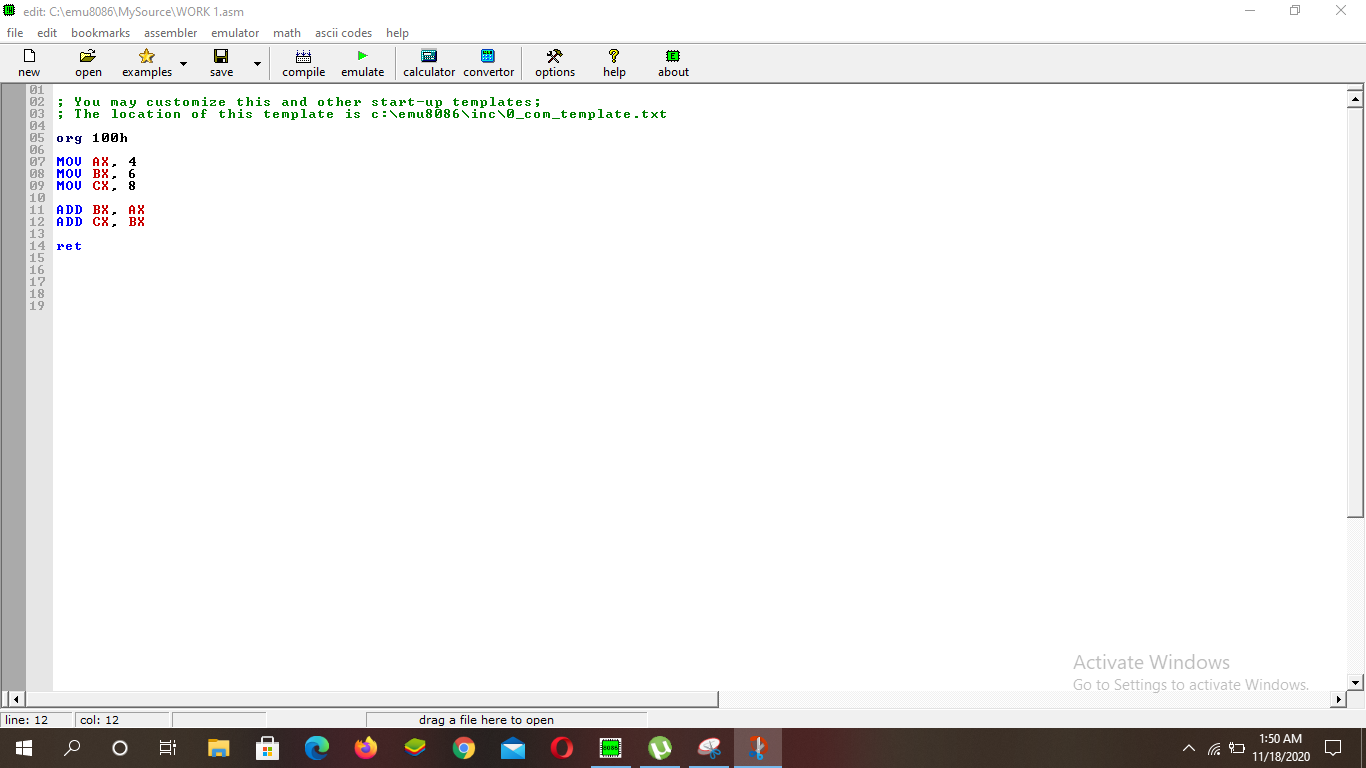 edit: C:\emu8086\MySource\WORK 1.asm
file edit bookmarks assembler emulator math ascii codes help
new open examples save compile emulate calculator convertor options help about
01
02 ; You may customize this and other start-up templates;
03 ; The location of this template is c:\emu8086\inc\0_com_template.txt
04
05 org 100h
06
07 MOV AX, 4
08 MOV BX, 6
09 MOV CX, 8
10
11 ADD BX, AX
12 ADD CX, BX
13
14 ret
15
16
17
18
19
Activate Windows
Go to Settings to activate Windows.
line: 12 col: 12 drag a file here to open
8086
1:50 AM
11/18/2020